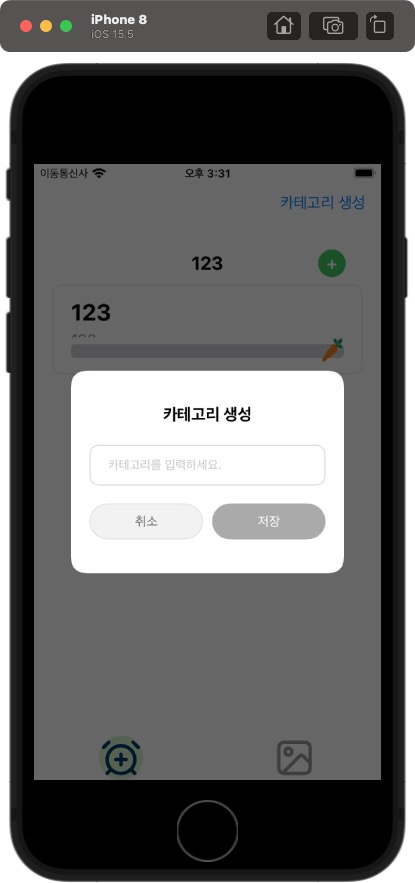 iPhone 8
iOS 15.5
이동통신사
오후 3:31
카테고리 생성
123
+
123
카테고리 생성
카테고리를 입력하세요.
취소
저장